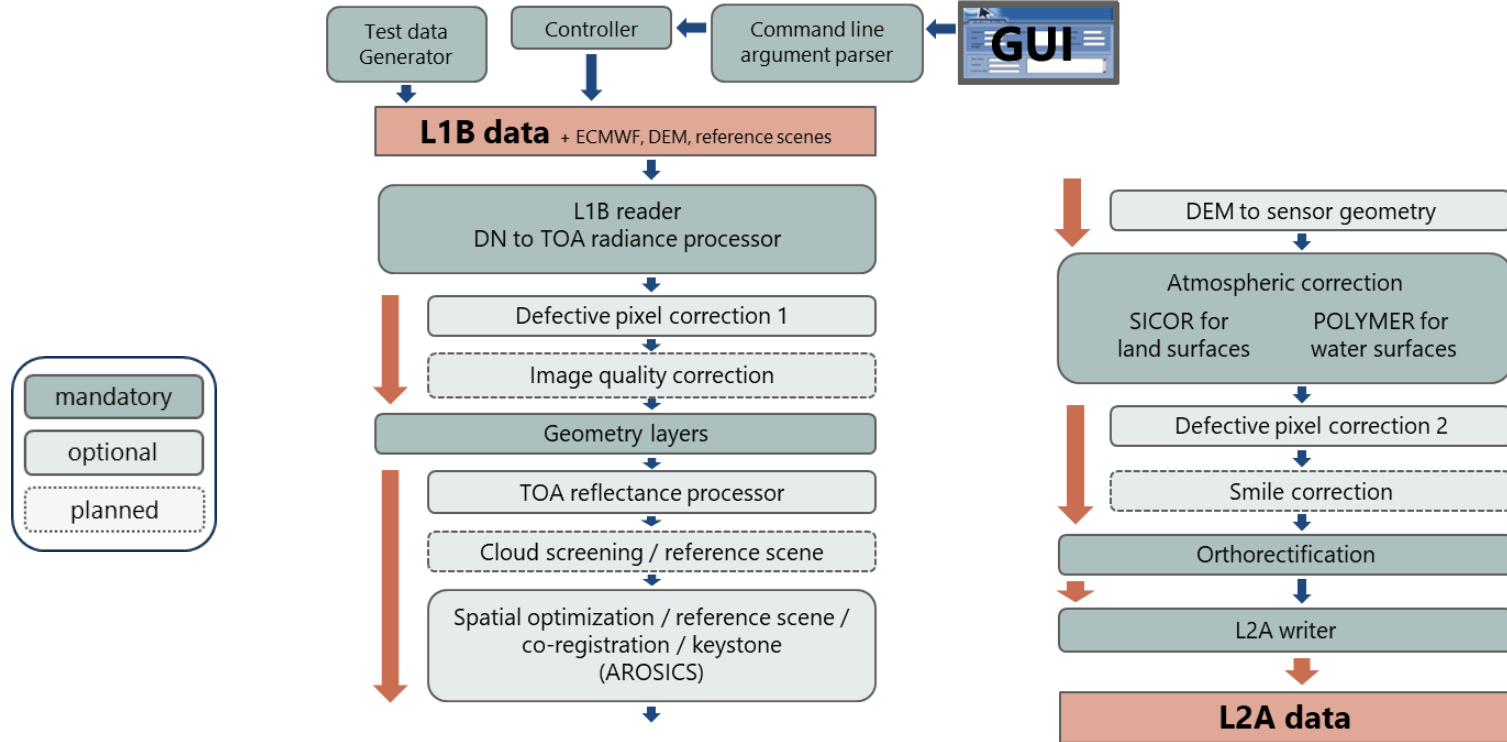 Test data
Generator
Controller
Command line
argument parser
GUI
L1B data + ECMWF, DEM, reference scenes
L1B reader
DN to TOA radiance processor
Defective pixel correction 1
Image quality correction
Geometry layers
TOA reflectance processor
Cloud screening / reference scene
Spatial optimization / reference scene /
co-registration / keystone
(AROSICS)
mandatory
optional
planned
DEM to sensor geometry
Atmospheric correction
SICOR for
land surfaces
POLYMER for
water surfaces
Defective pixel correction 2
Smile correction
Orthorectification
L2A writer
L2A data